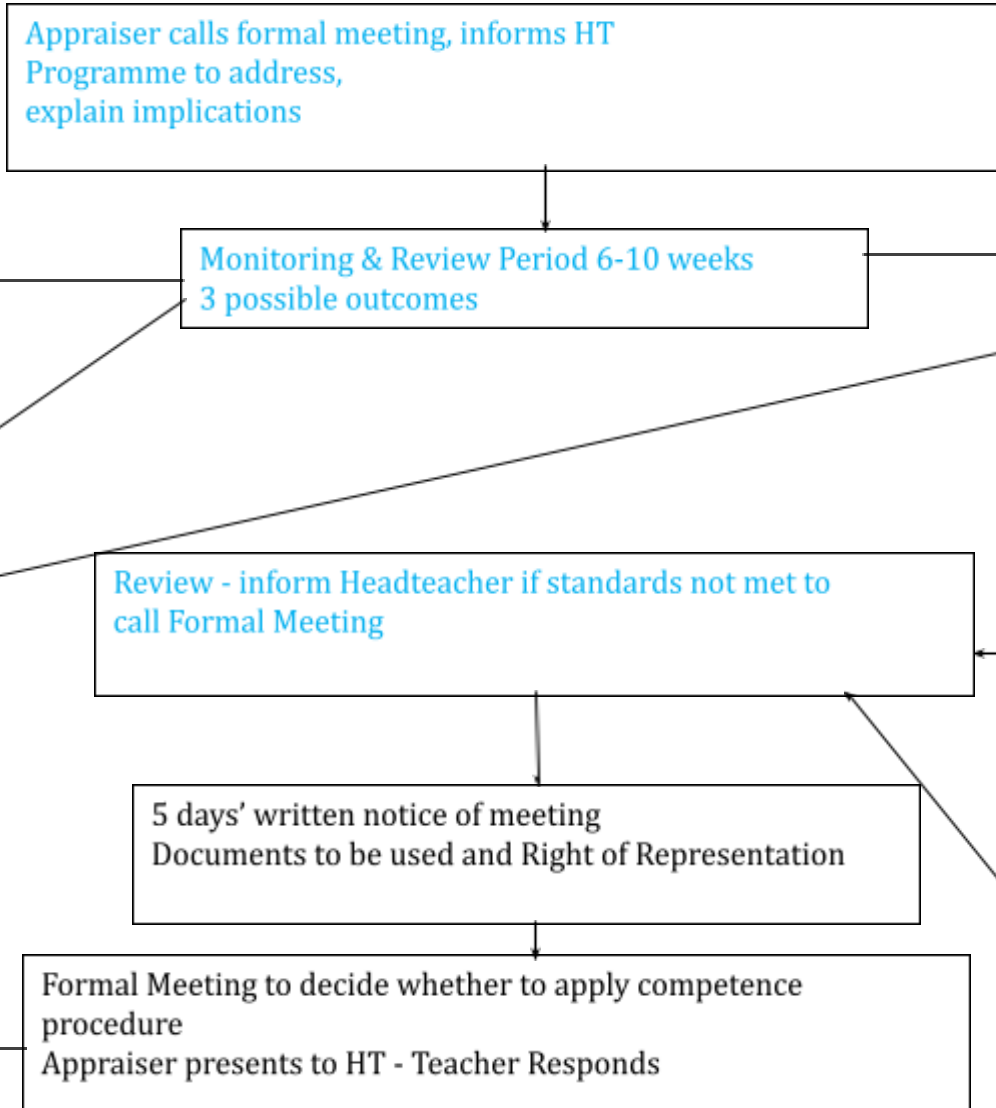 Appraiser calls formal meeting, informs HT
Programme to address,
explain implications
Monitoring & Review Period 6-10 weeks
3 possible outcomes
Review - inform Headteacher if standards not met to
call Formal Meeting
5 days’ written notice of meeting
Documents to be used and Right of Representation
Formal Meeting to decide whether to apply competence
procedure
Appraiser presents to HT - Teacher Responds